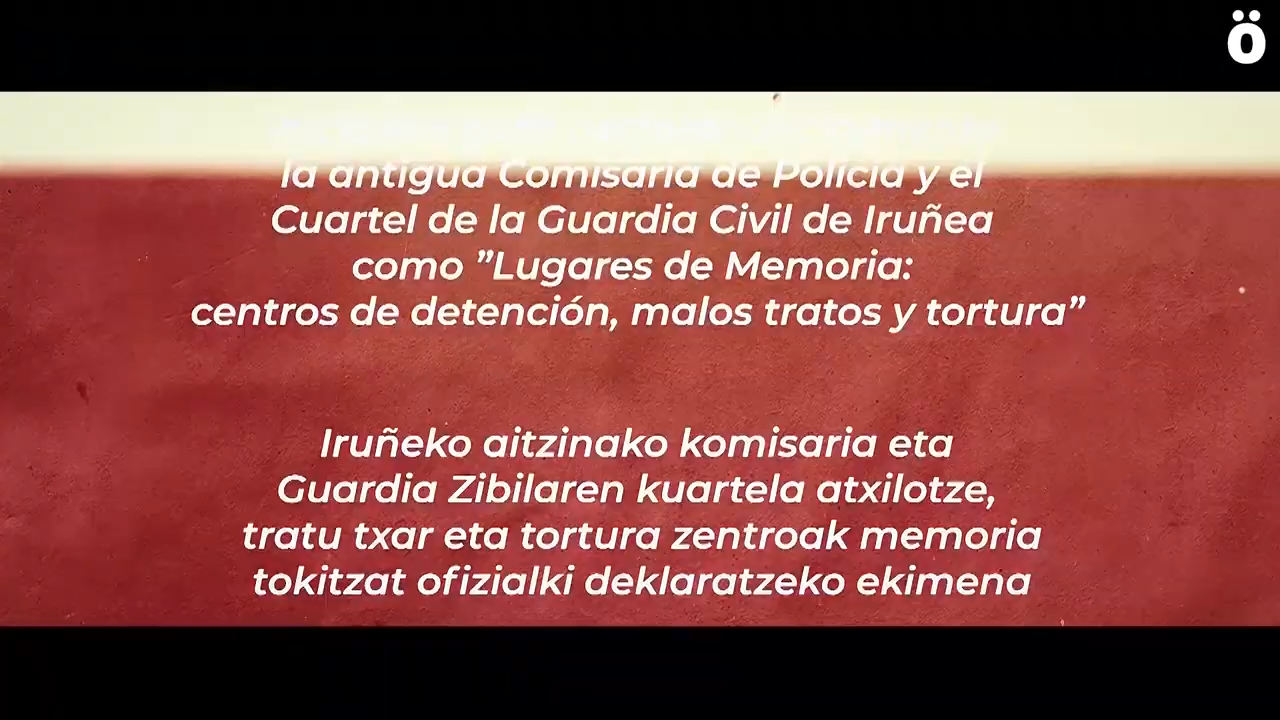 ö
la antigua Comisaría de Policía y el
Cuartel de la Guardia Civil de Iruñea
como ”Lugares de Memoria:
centros de detención, malos tratos y tortura”
Iruñeko aitzinako komisaria eta
Guardia Zibilaren kuartela atxilotze,
tratu txar eta tortura zentroak memoria
tokitzat ofizialki deklaratzeko ekimena